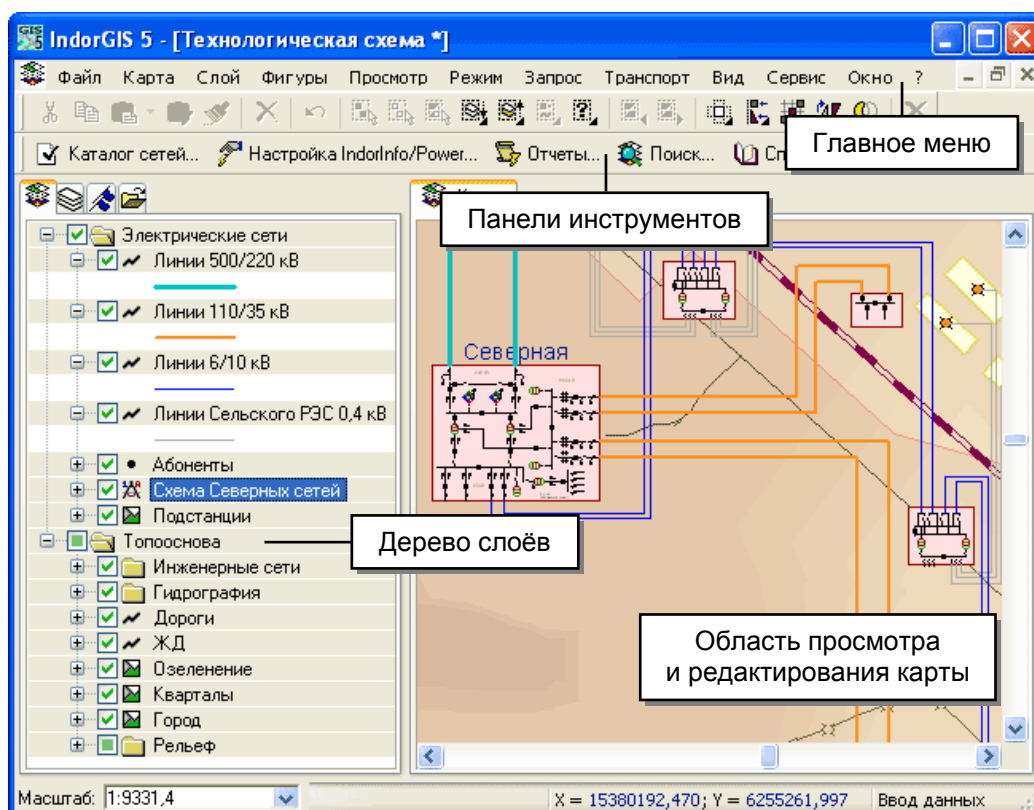 IndorGIS 5 - [Технологическая схема *]
Файл Карта Слой Фигуры Просмотр Режим Запрос Транспорт Вид Сервис Окно ?
Главное меню
Каталог сетей... Настройка IndorInfo/Power... Отчеты... Поиск...
Панели инструментов
Электрические сети
Линии 500/220 кВ
Линии 110/35 кВ
Линии 6/10 кВ
Линии Сельского РЭС 0,4 кВ
Абоненты
Схема Северных сетей
Подстанции
Топооснова
Инженерные сети
Гидрография
Дороги
ЖД
Озеленение
Кварталы
Город
Рельеф
Северная
Дерево слоёв
Область просмотра
и редактирования карты
Масштаб: 1:9331,4
X = 15380192,470; Y = 6255261,997 Ввод данных